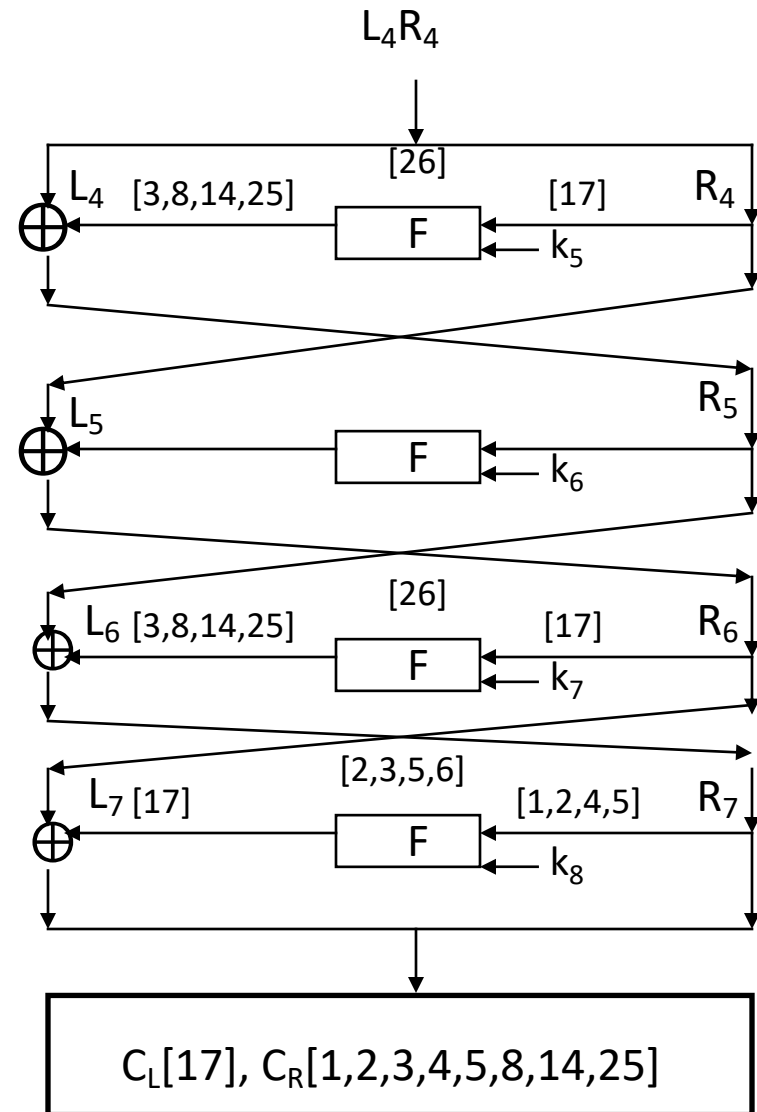 L₄R₄
[26]
L₄ [3,8,14,25] [17] R₄
F
k₅
L₅ R₅
F
k₆
[26]
L₆ [3,8,14,25] [17] R₆
F
k₇
[2,3,5,6]
L₇ [17] [1,2,4,5] R₇
F
k₈
C_L[17], C_R[1,2,3,4,5,8,14,25]